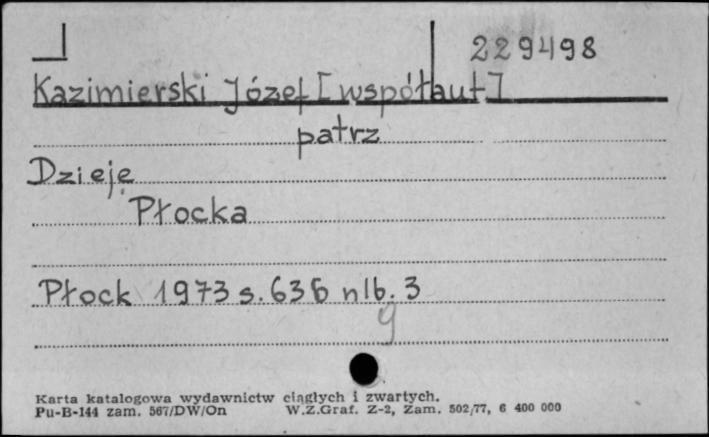 229498
Kazimierski Józef [współaut]
patrz
Dzieje
Płocka
Płock 1973 s. 636 nlb. 3
9
Karta katalogowa wydawnictw ciągłych i zwartych.
Pu-B-144 zam. 567/DW/On W.Z.Graf. Z-2, Zam. 502/77, 6 400 000